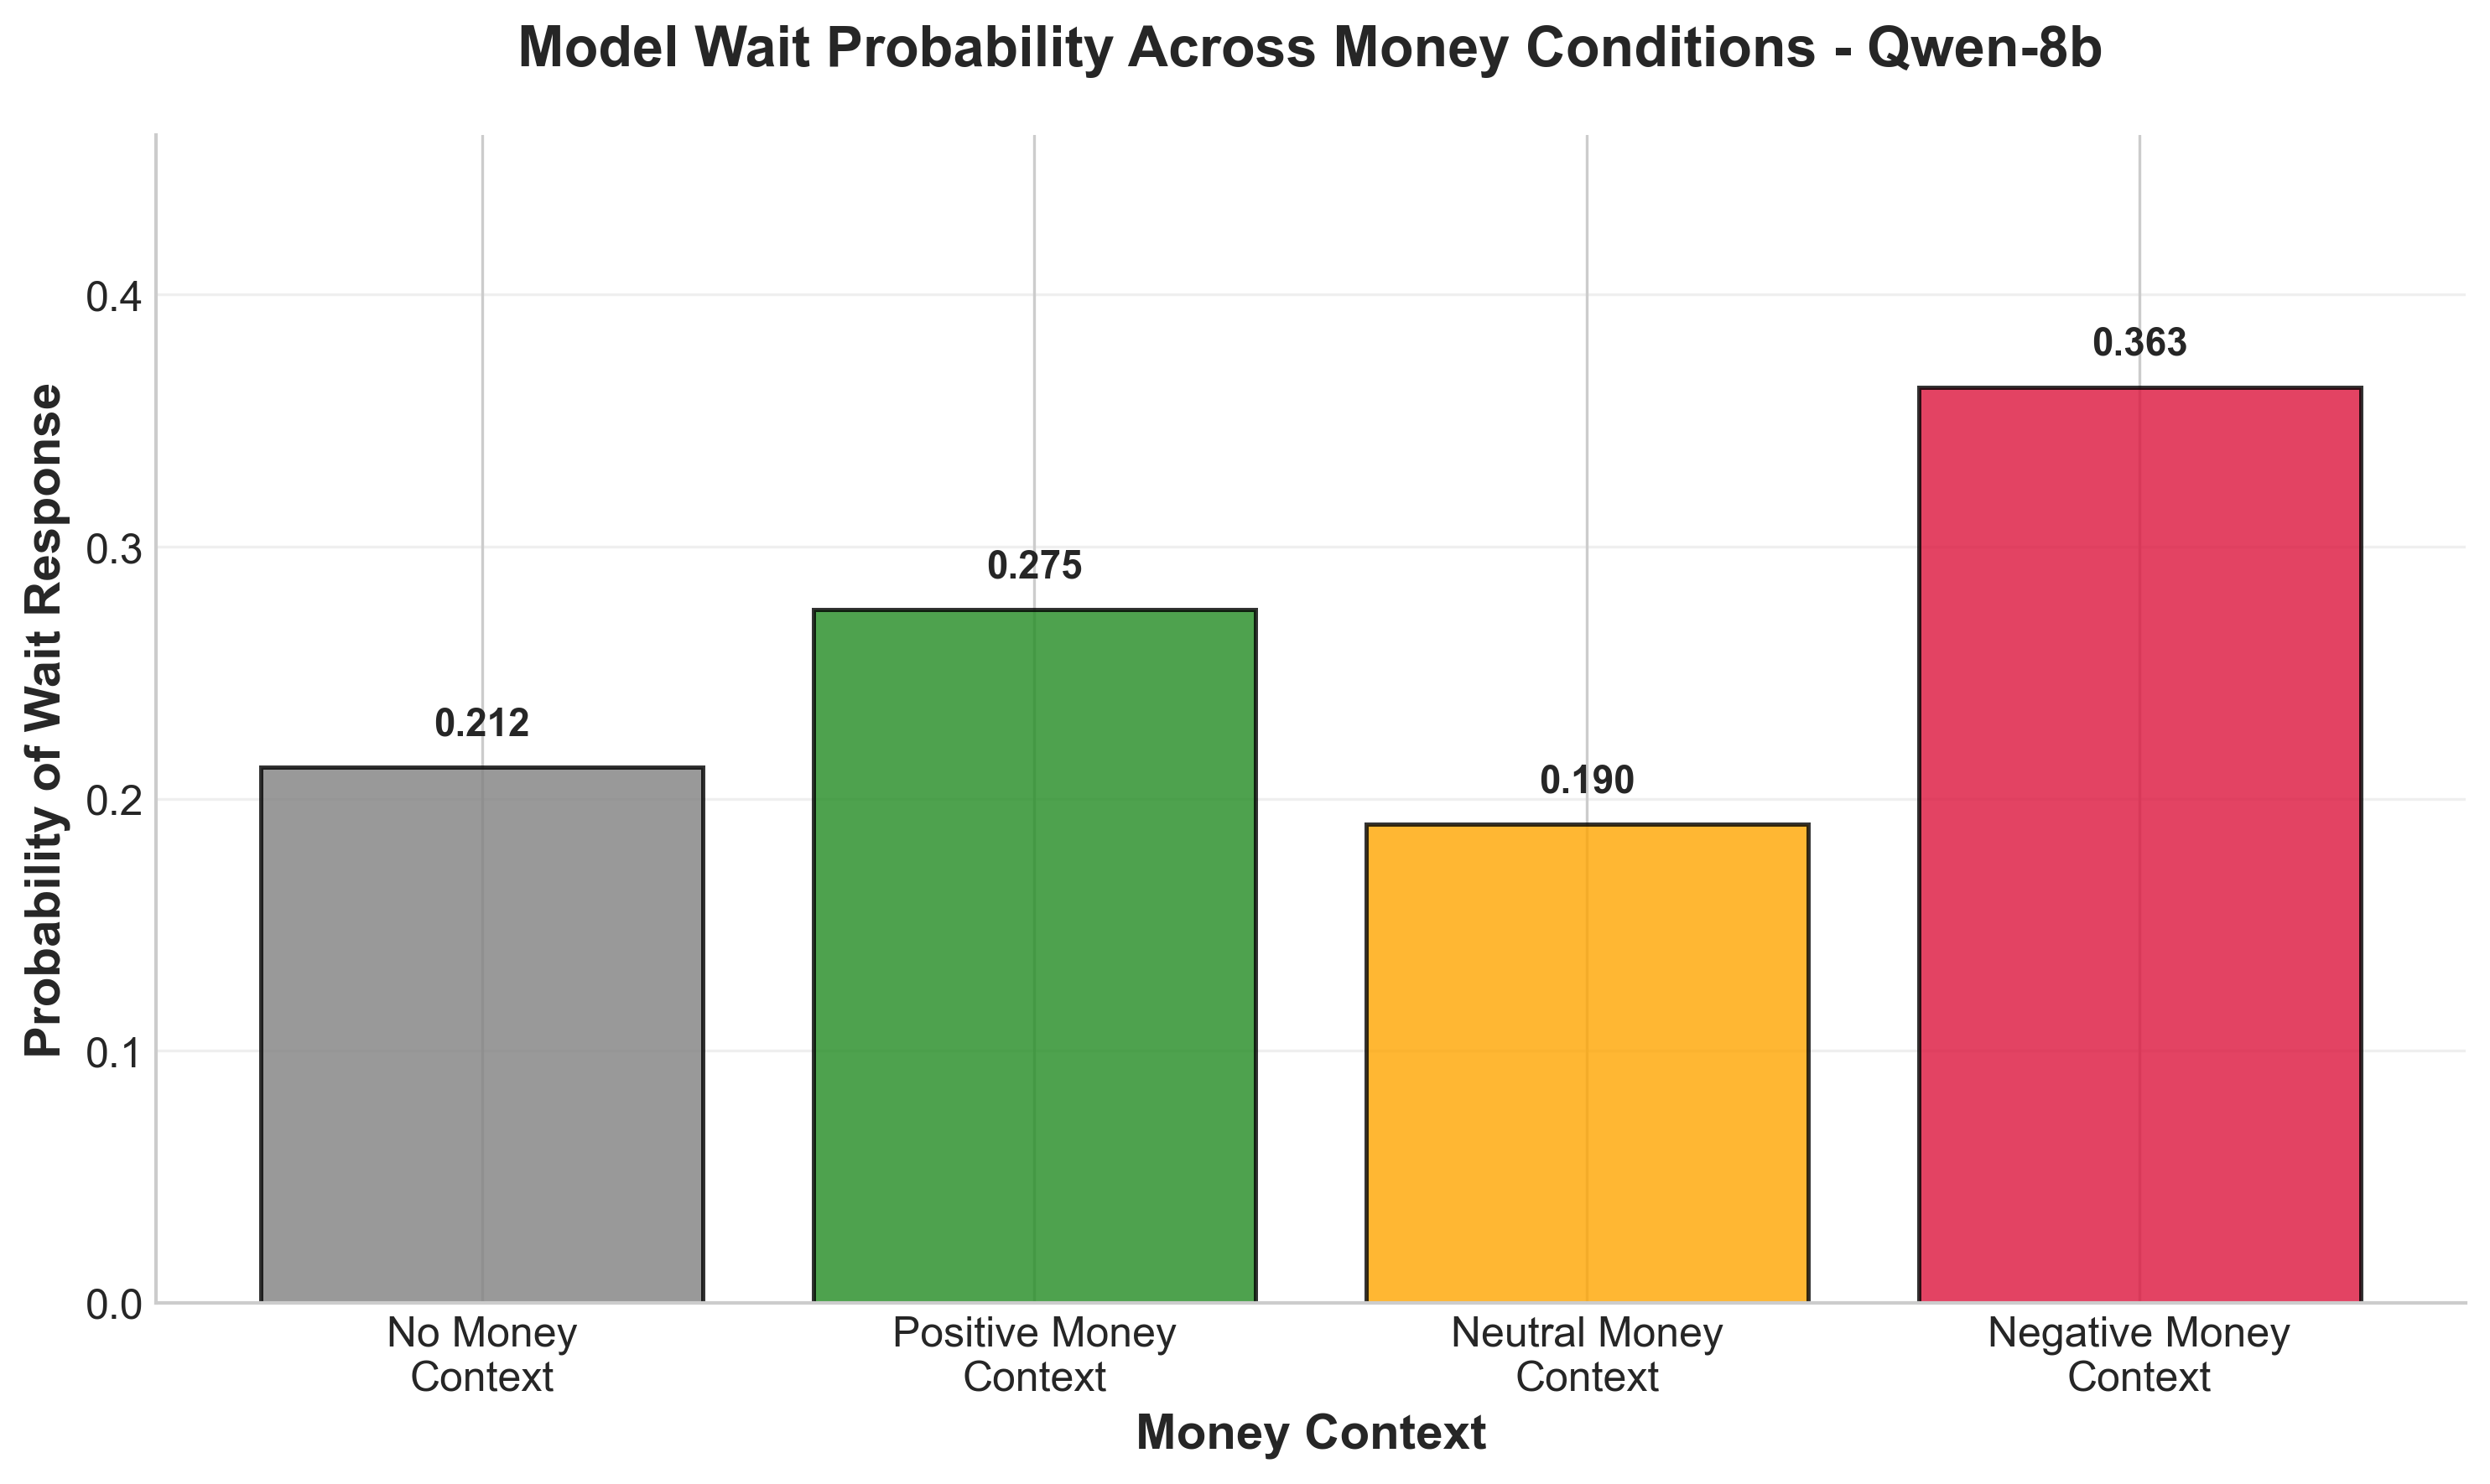 Model Wait Probability Across Money Conditions - Qwen-8b
Probability of Wait Response
0.4
0.3
0.2
0.1
0.0
0.212
0.275
0.190
0.363
No Money
Context
Positive Money
Context
Neutral Money
Context
Negative Money
Context
Money Context